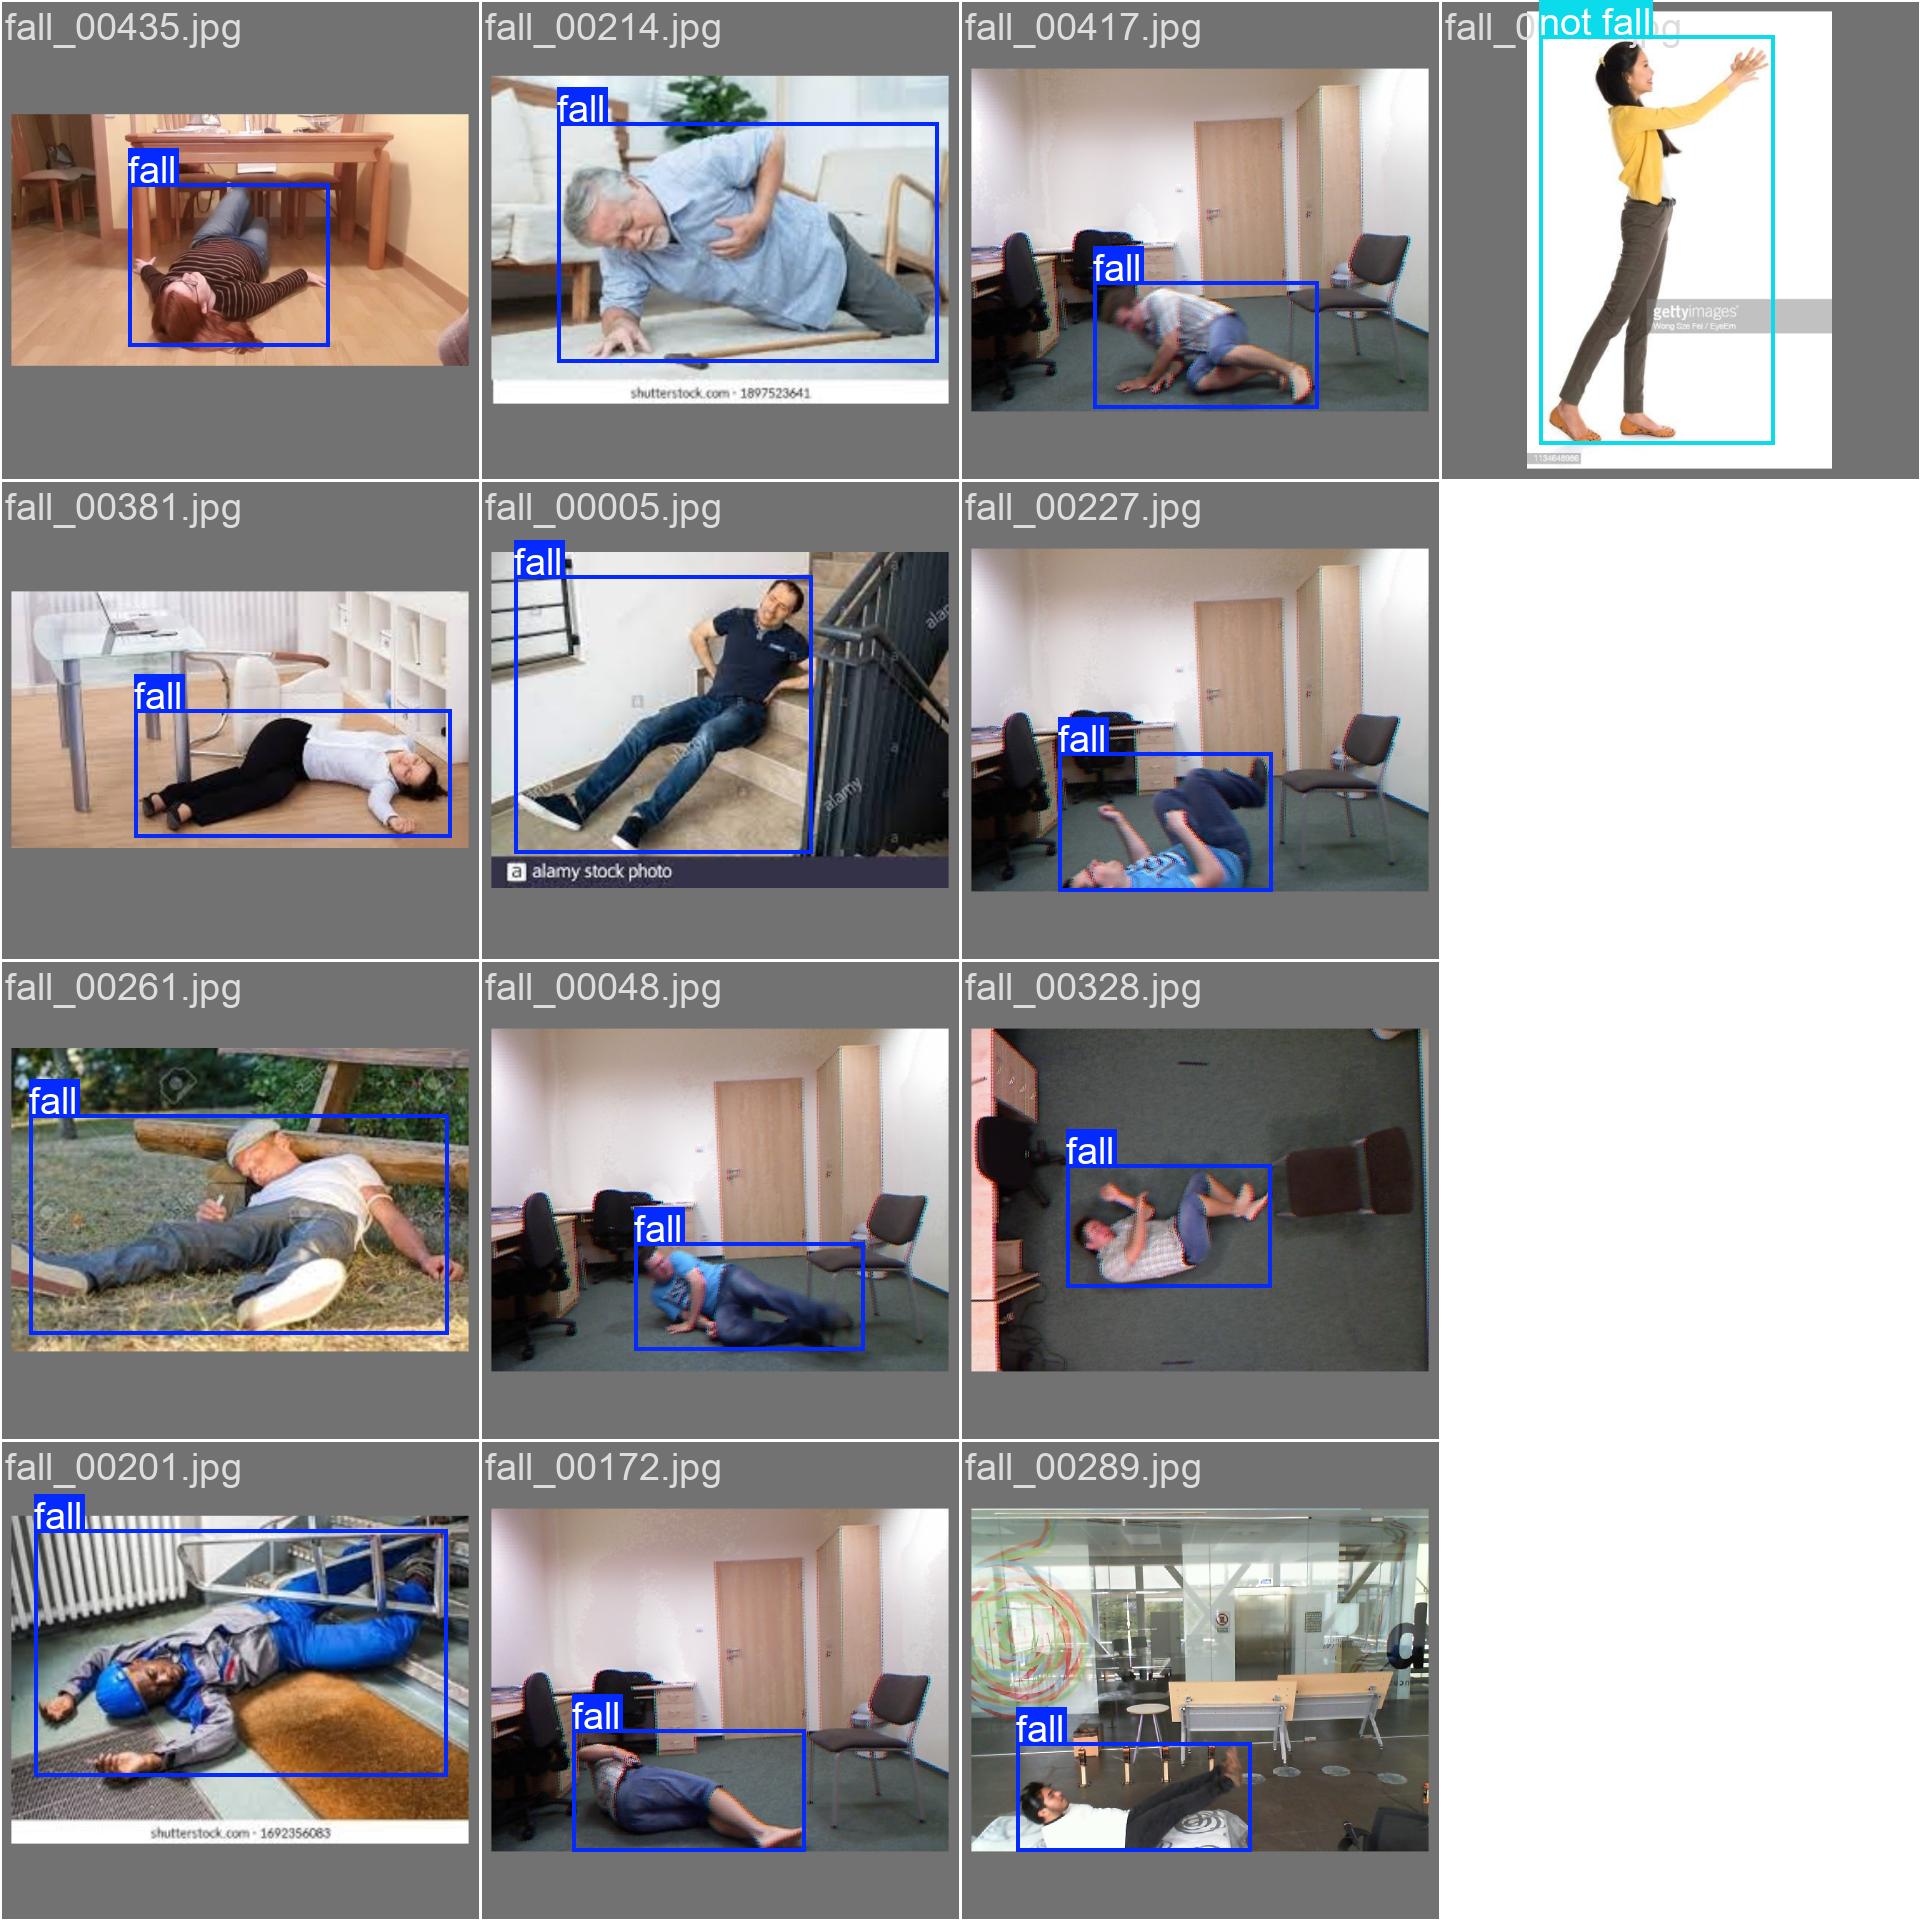 fall_00435.jpg
fall
fall_00214.jpg
fall
shutterstock.com · 1897523641
fall_00417.jpg
fall
not fall
gettyimages®
Wong Sze Fei / EyeEm
1134648986
fall_00381.jpg
fall
fall_00005.jpg
fall
alamy
a alamy stock photo
fall_00227.jpg
fall
fall_00261.jpg
fall
fall_00048.jpg
fall
fall_00328.jpg
fall
fall_00201.jpg
fall
shutterstock.com · 1692356083
fall_00172.jpg
fall
fall_00289.jpg
fall
d